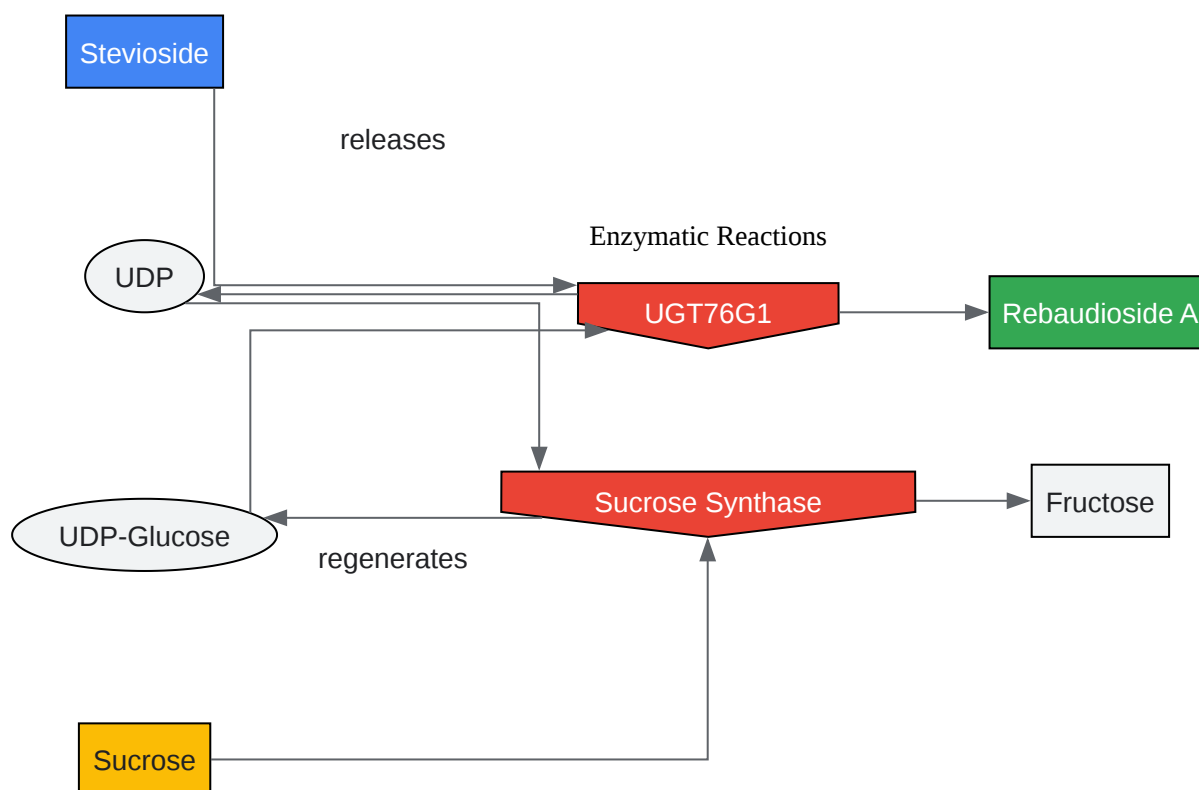 Stevioside
releases
Enzymatic Reactions
UDP
UGT76G1
Rebaudioside A
Sucrose Synthase
Fructose
UDP-Glucose
regenerates
Sucrose